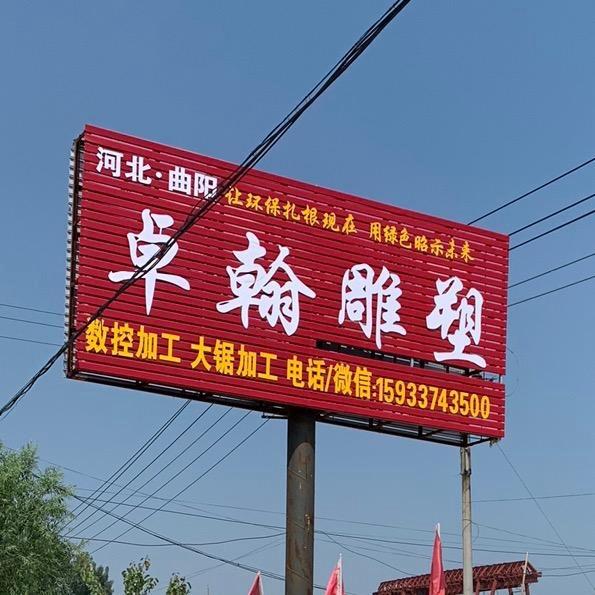 河北·曲阳
让环保扎根现在 用绿色昭示未来
卓翰雕塑
数控加工 大锯加工 电话/微信:15933743500